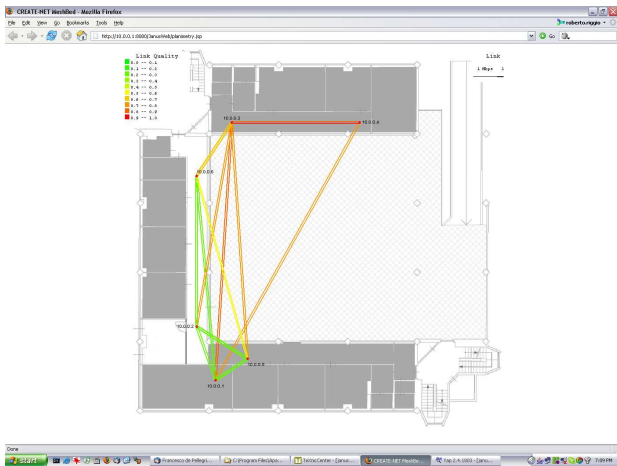 CREATE-NET MeshBed - Mozilla Firefox
File Edit View Go Bookmarks Tools Help
roberto.riggio
http://10.0.0.1:8080/JanusWeb/planimetry.jsp
Go
Link Quality
0.0 -- 0.1
0.1 -- 0.2
0.2 -- 0.3
0.3 -- 0.4
0.4 -- 0.5
0.5 -- 0.6
0.6 -- 0.7
0.7 -- 0.8
0.8 -- 0.9
0.9 -- 1.0
Link
1 Mbps
10.0.0.3
10.0.0.4
10.0.0.6
10.0.0.2
10.0.0.5
10.0.0.1
Done
Start
Francesco de Pellegri...
C:\Program Files\Apac...
TeXnicCenter - [Janus...
CREATE-NET MeshBe...
Yap 2.4.1803 - [Janu...
7:09 PM